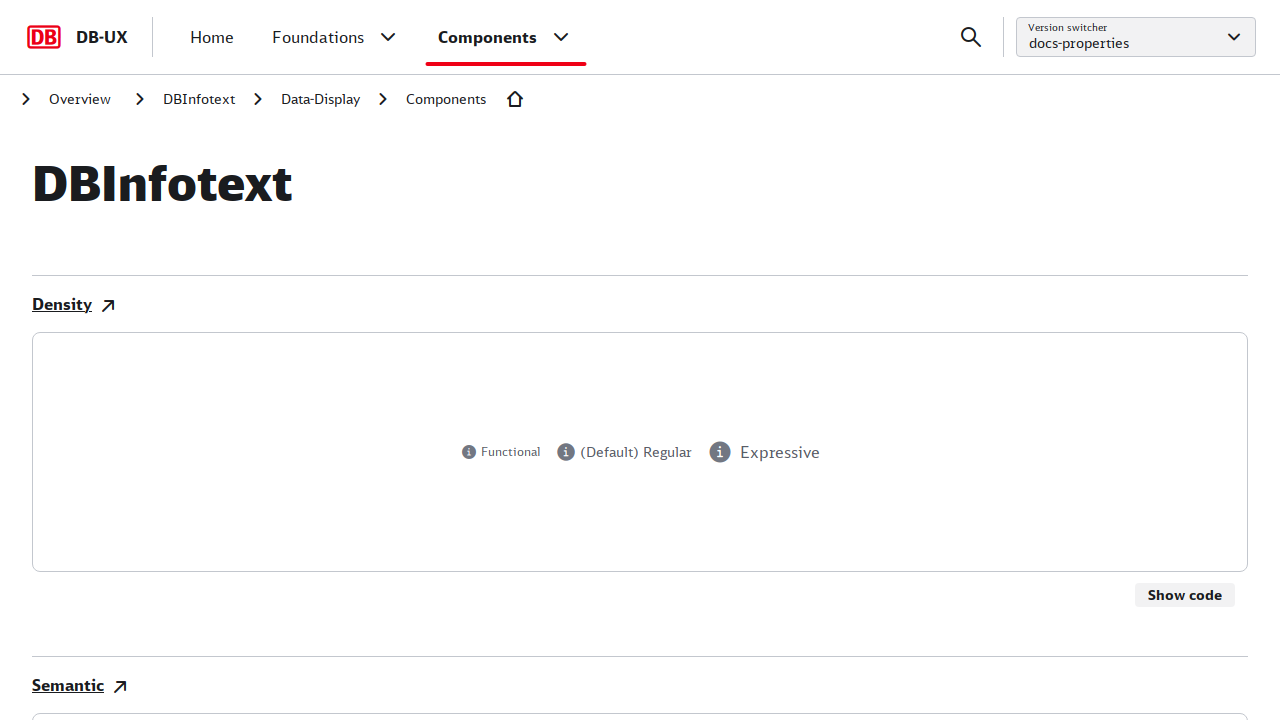 DB DB-UX Home Foundations Components Version switcher
docs-properties
Overview DBInfotext Data-Display Components
DBInfotext
Density
Functional (Default) Regular Expressive
Show code
Semantic